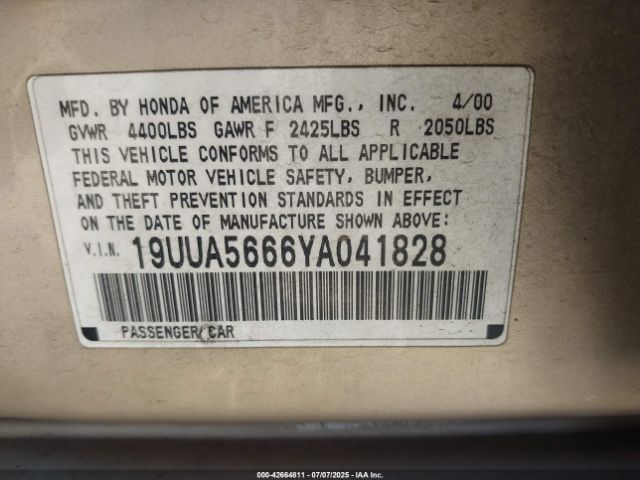 MFD. BY HONDA OF AMERICA MFG., INC. 4/00
GVWR 4400LBS GAWR F 2425LBS R 2050LBS
THIS VEHICLE CONFORMS TO ALL APPLICABLE
FEDERAL MOTOR VEHICLE SAFETY, BUMPER,
AND THEFT PREVENTION STANDARDS IN EFFECT
ON THE DATE OF MANUFACTURE SHOWN ABOVE:
V.I.N. 19UUA5666YA041828
PASSENGER CAR
000-42664811 - 07/07/2025 - IAA Inc.